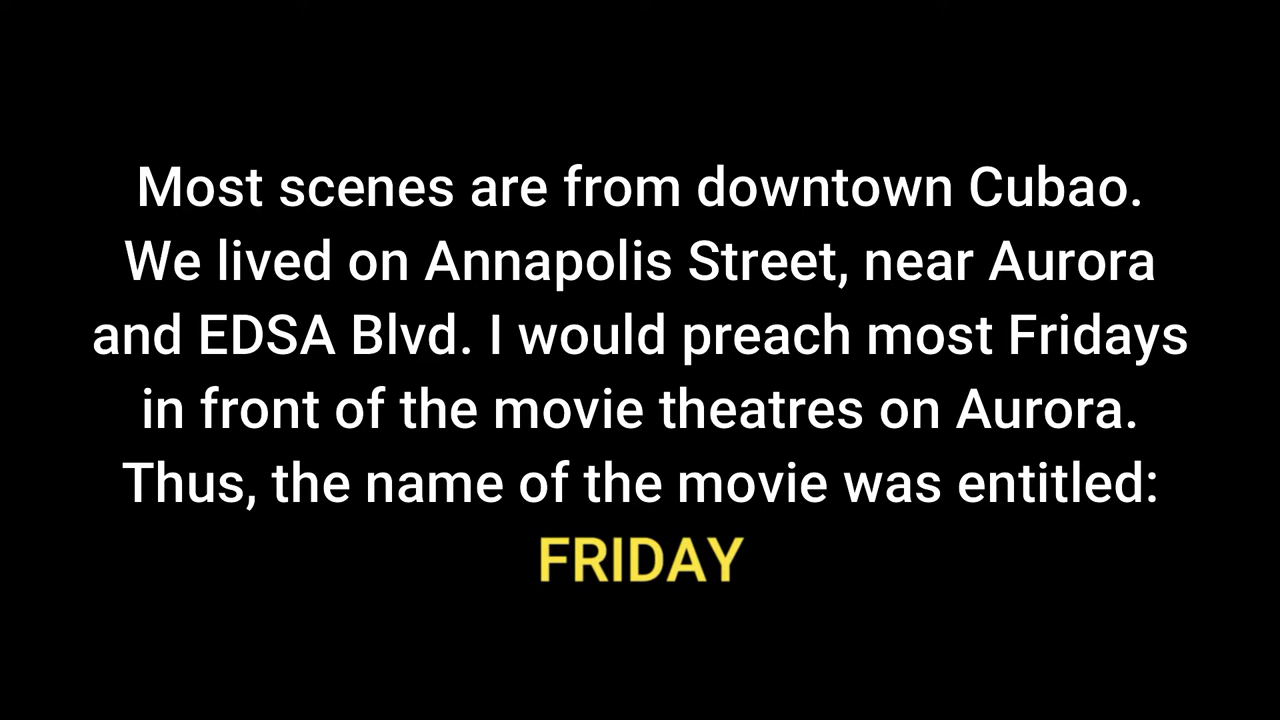 Most scenes are from downtown Cubao.
We lived on Annapolis Street, near Aurora
and EDSA Blvd. I would preach most Fridays
in front of the movie theatres on Aurora.
Thus, the name of the movie was entitled:
FRIDAY